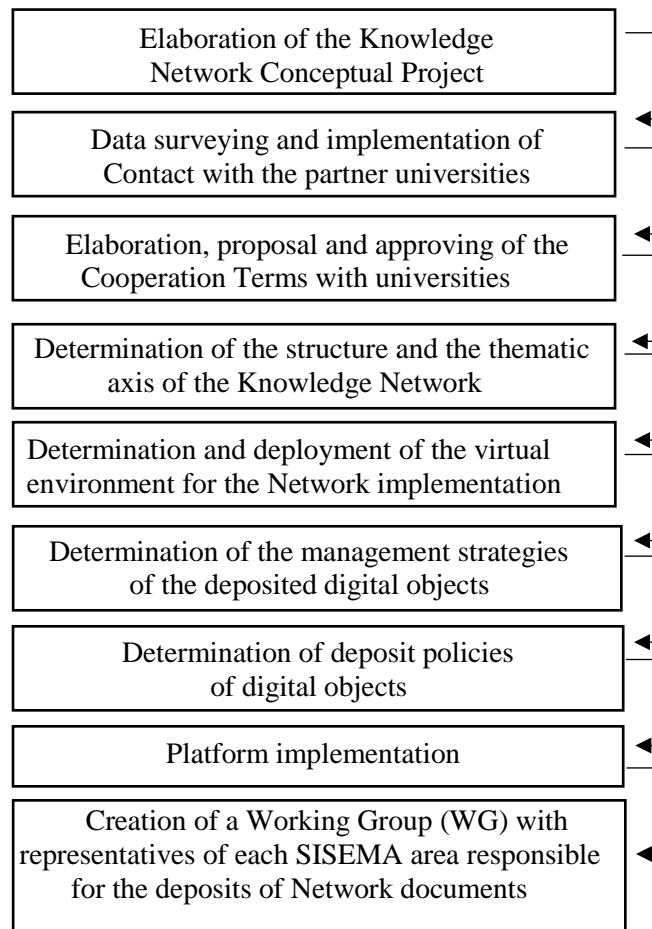 Elaboration of the Knowledge
Network Conceptual Project
Data surveying and implementation of
Contact with the partner universities
Elaboration, proposal and approving of the
Cooperation Terms with universities
Determination of the structure and the thematic
axis of the Knowledge Network
Determination and deployment of the virtual
environment for the Network implementation
Determination of the management strategies
of the deposited digital objects
Determination of deposit policies
of digital objects
Platform implementation
Creation of a Working Group (WG) with
representatives of each SISEMA area responsible
for the deposits of Network documents